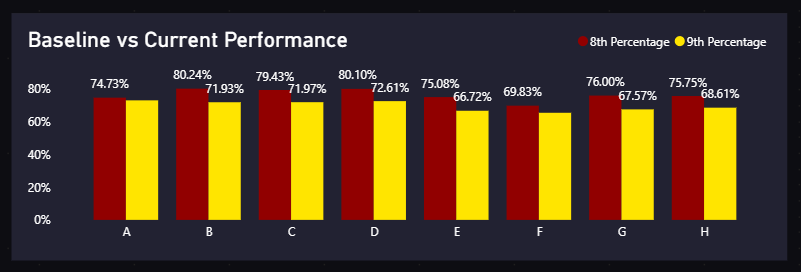 Baseline vs Current Performance
8th Percentage 9th Percentage
74.73% 80.24% 71.93% 79.43% 71.97% 80.10% 72.61% 75.08% 66.72% 69.83% 76.00% 67.57% 75.75% 68.61%
80%
60%
40%
20%
0%
A B C D E F G H